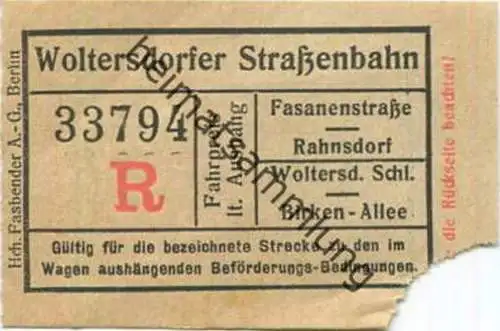 Woltersdorfer Straßenbahn
33794
R
Fahrpreis
lt. Aushang
Fasanenstraße
Rahnsdorf
Woltersd. Schl.
Birken-Allee
Gültig für die bezeichnete Strecke zu den im
Wagen aushängenden Beförderungs-Bedingungen.
Hch. Fasbender A.-G., Berlin
die Rückseite beachten!
heimatsammlung